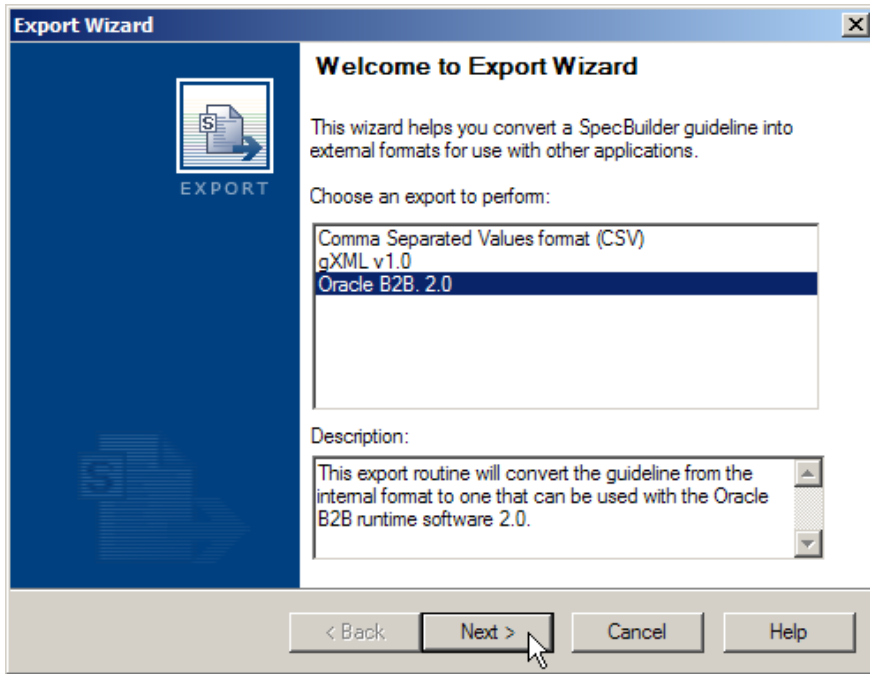 Export Wizard
Welcome to Export Wizard
This wizard helps you convert a SpecBuilder guideline into
external formats for use with other applications.
S
EXPORT
Choose an export to perform:
Comma Separated Values format (CSV)
gXML v1.0
Oracle B2B. 2.0
Description:
This export routine will convert the guideline from the
internal format to one that can be used with the Oracle
B2B runtime software 2.0.
S
< Back
Next >
Cancel
Help